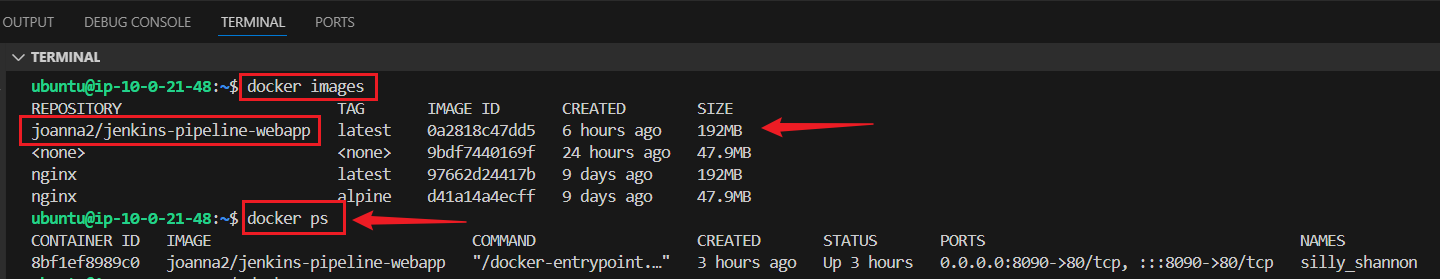 OUTPUT DEBUG CONSOLE TERMINAL PORTS
TERMINAL
ubuntu@ip-10-0-21-48:~$ docker images
REPOSITORY TAG IMAGE ID CREATED SIZE
joanna2/jenkins-pipeline-webapp latest 0a2818c47dd5 6 hours ago 192MB
<none> <none> 9bdf7440169f 24 hours ago 47.9MB
nginx latest 97662d24417b 9 days ago 192MB
nginx alpine d41a14a4ecff 9 days ago 47.9MB
ubuntu@ip-10-0-21-48:~$ docker ps
CONTAINER ID IMAGE COMMAND CREATED STATUS PORTS NAMES
8bf1ef8989c0 joanna2/jenkins-pipeline-webapp "/docker-entrypoint.…" 3 hours ago Up 3 hours 0.0.0.0:8090->80/tcp, :::8090->80/tcp silly_shannon